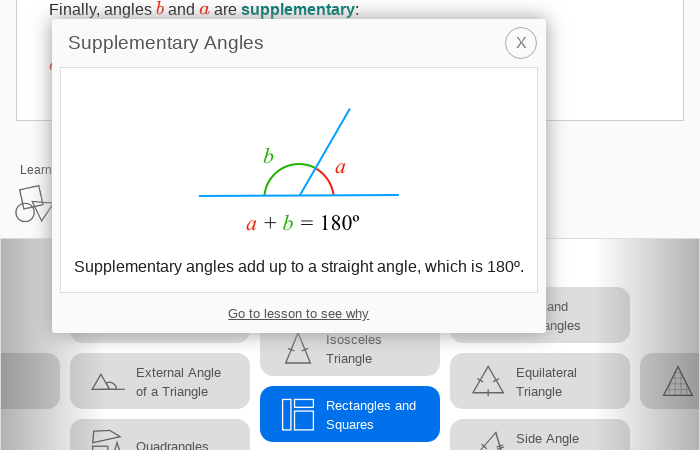 Finally, angles b and a are supplementary:
Supplementary Angles
X
b
a
a + b = 180º
Supplementary angles add up to a straight angle, which is 180º.
Go to lesson to see why
Learn
and
angles
Isosceles
Triangle
External Angle
of a Triangle
Equilateral
Triangle
Rectangles and
Squares
Quadrangles
Side Angle